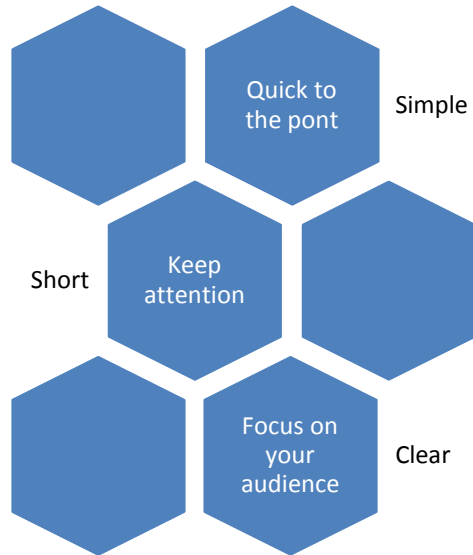 Quick to
the pont
Simple
Short
Keep
attention
Focus on
your
audience
Clear